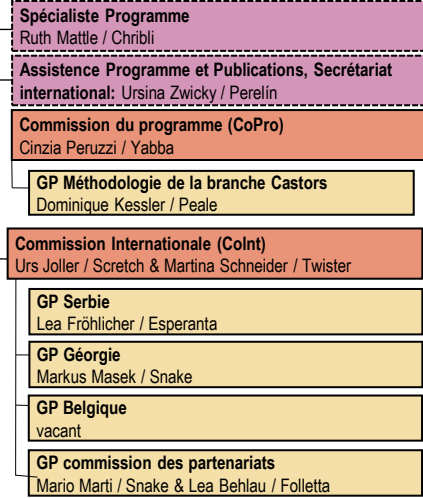 Spécialiste Programme
Ruth Mattle / Chribli
Assistence Programme et Publications, Secrétariat
international: Ursina Zwicky / Perelín
Commission du programme (CoPro)
Cinzia Peruzzi / Yabba
GP Méthodologie de la branche Castors
Dominique Kessler / Peale
Commission Internationale (CoInt)
Urs Joller / Scretch & Martina Schneider / Twister
GP Serbie
Lea Fröhlicher / Esperanta
GP Géorgie
Markus Masek / Snake
GP Belgique
vacant
GP commission des partenariats
Mario Marti / Snake & Lea Behlau / Folletta